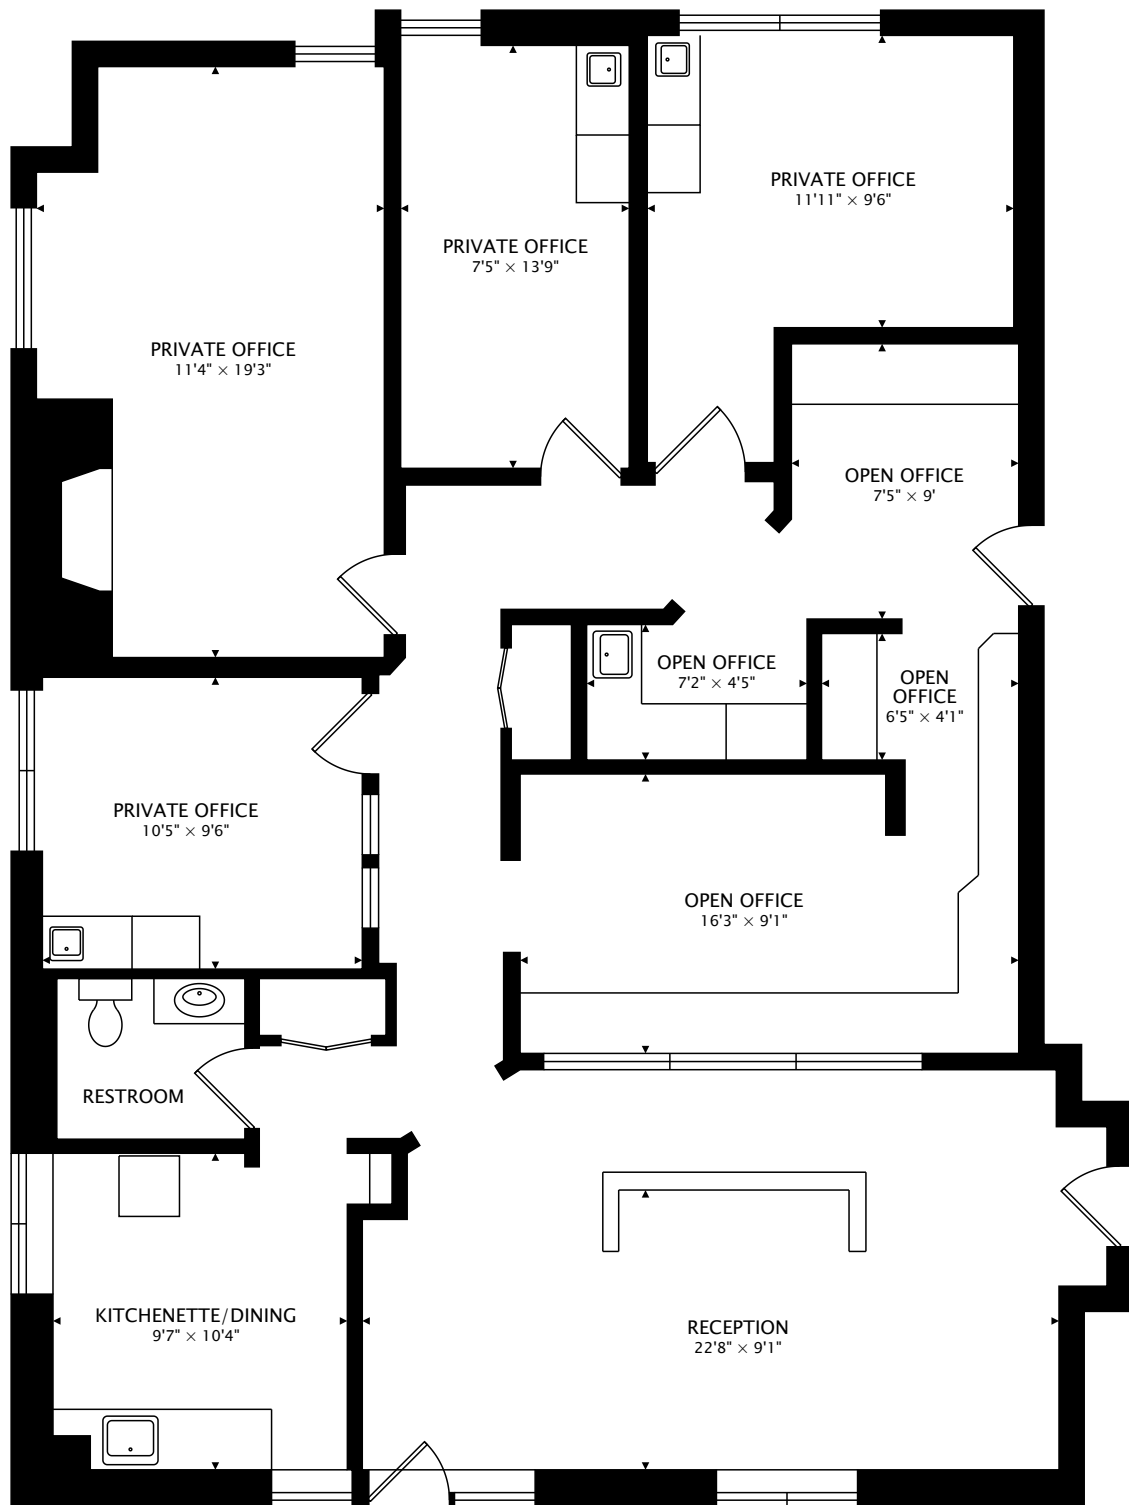 PRIVATE OFFICE
11'11" × 9'6"
PRIVATE OFFICE
7'5" × 13'9"
PRIVATE OFFICE
11'4" × 19'3"
OPEN OFFICE
7'5" × 9'
OPEN OFFICE
7'2" × 4'5"
OPEN
OFFICE
6'5" × 4'1"
PRIVATE OFFICE
10'5" × 9'6"
OPEN OFFICE
16'3" × 9'1"
RESTROOM
KITCHENETTE/DINING
9'7" × 10'4"
RECEPTION
22'8" × 9'1"